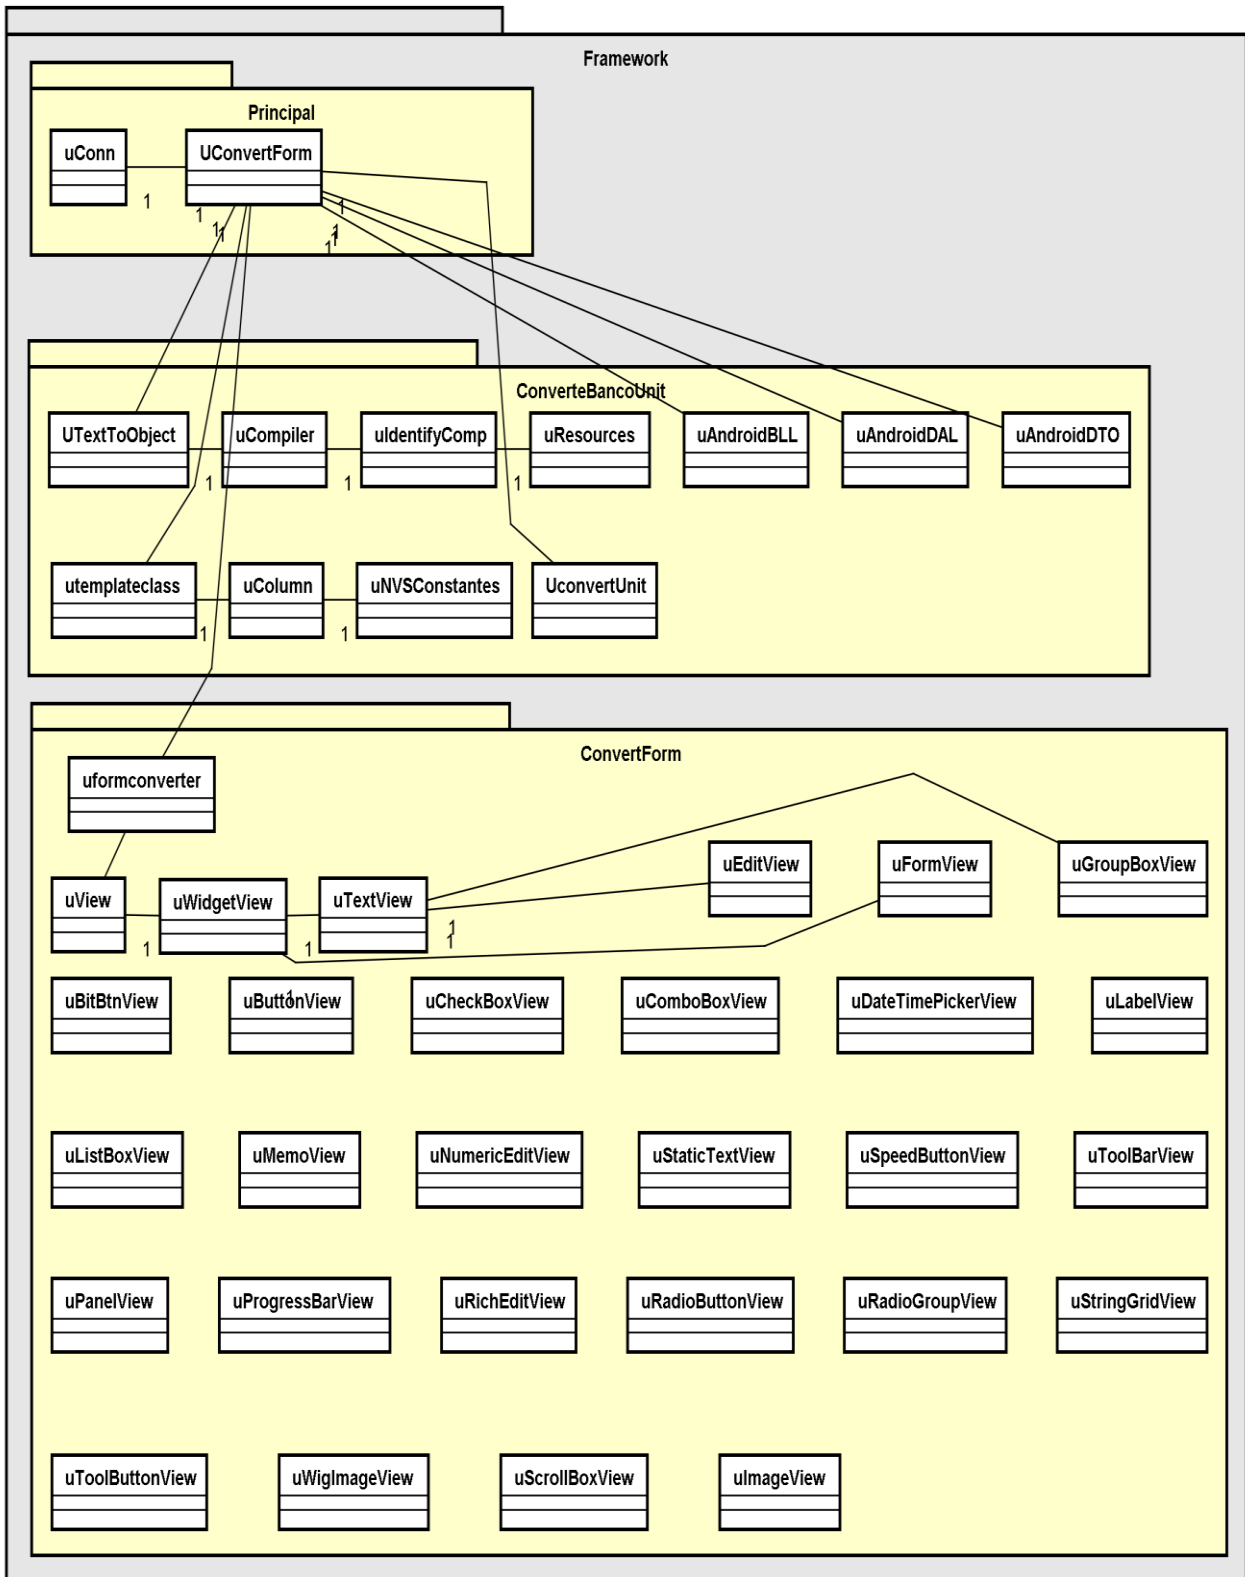 Framework
Principal
uConn
UConvertForm
1
1
1
1
1
1
1
1
ConverteBancoUnit
UTextToObject
uCompiler
uIdentifyComp
uResources
uAndroidBLL
uAndroidDAL
uAndroidDTO
1
1
1
utemplateclass
uColumn
uNVSConstantes
UconvertUnit
1
1
ConvertForm
uformconverter
uEditView
uFormView
uGroupBoxView
uView
uWidgetView
uTextView
1
1
1
1
uBitBtnView
uButtonView
1
uCheckBoxView
uComboBoxView
uDateTimePickerView
uLabelView
uListBoxView
uMemoView
uNumericEditView
uStaticTextView
uSpeedButtonView
uToolBarView
uPanelView
uProgressBarView
uRichEditView
uRadioButtonView
uRadioGroupView
uStringGridView
uToolButtonView
uWigImageView
uScrollBoxView
uImageView